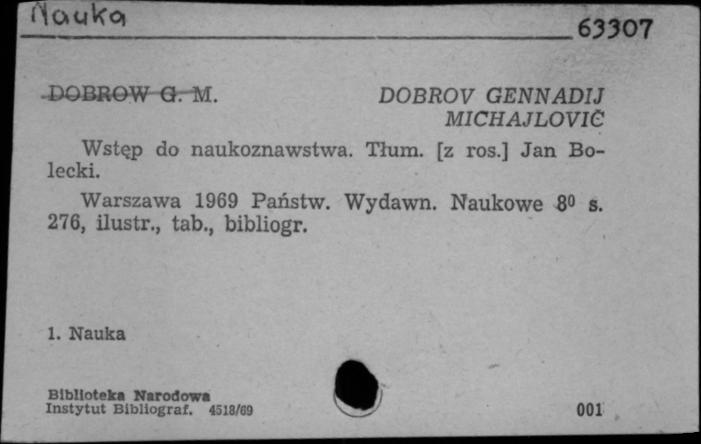 Nauka
63307
DOBROW G. M.
DOBROV GENNADIJ
MICHAJLOVIČ
Wstęp do naukoznawstwa. Tłum. [z ros.] Jan Bo-
lecki.
Warszawa 1969 Państw. Wydawn. Naukowe 8⁰ s.
276, ilustr., tab., bibliogr.
1. Nauka
Biblioteka Narodowa
Instytut Bibliograf. 4518/69
001